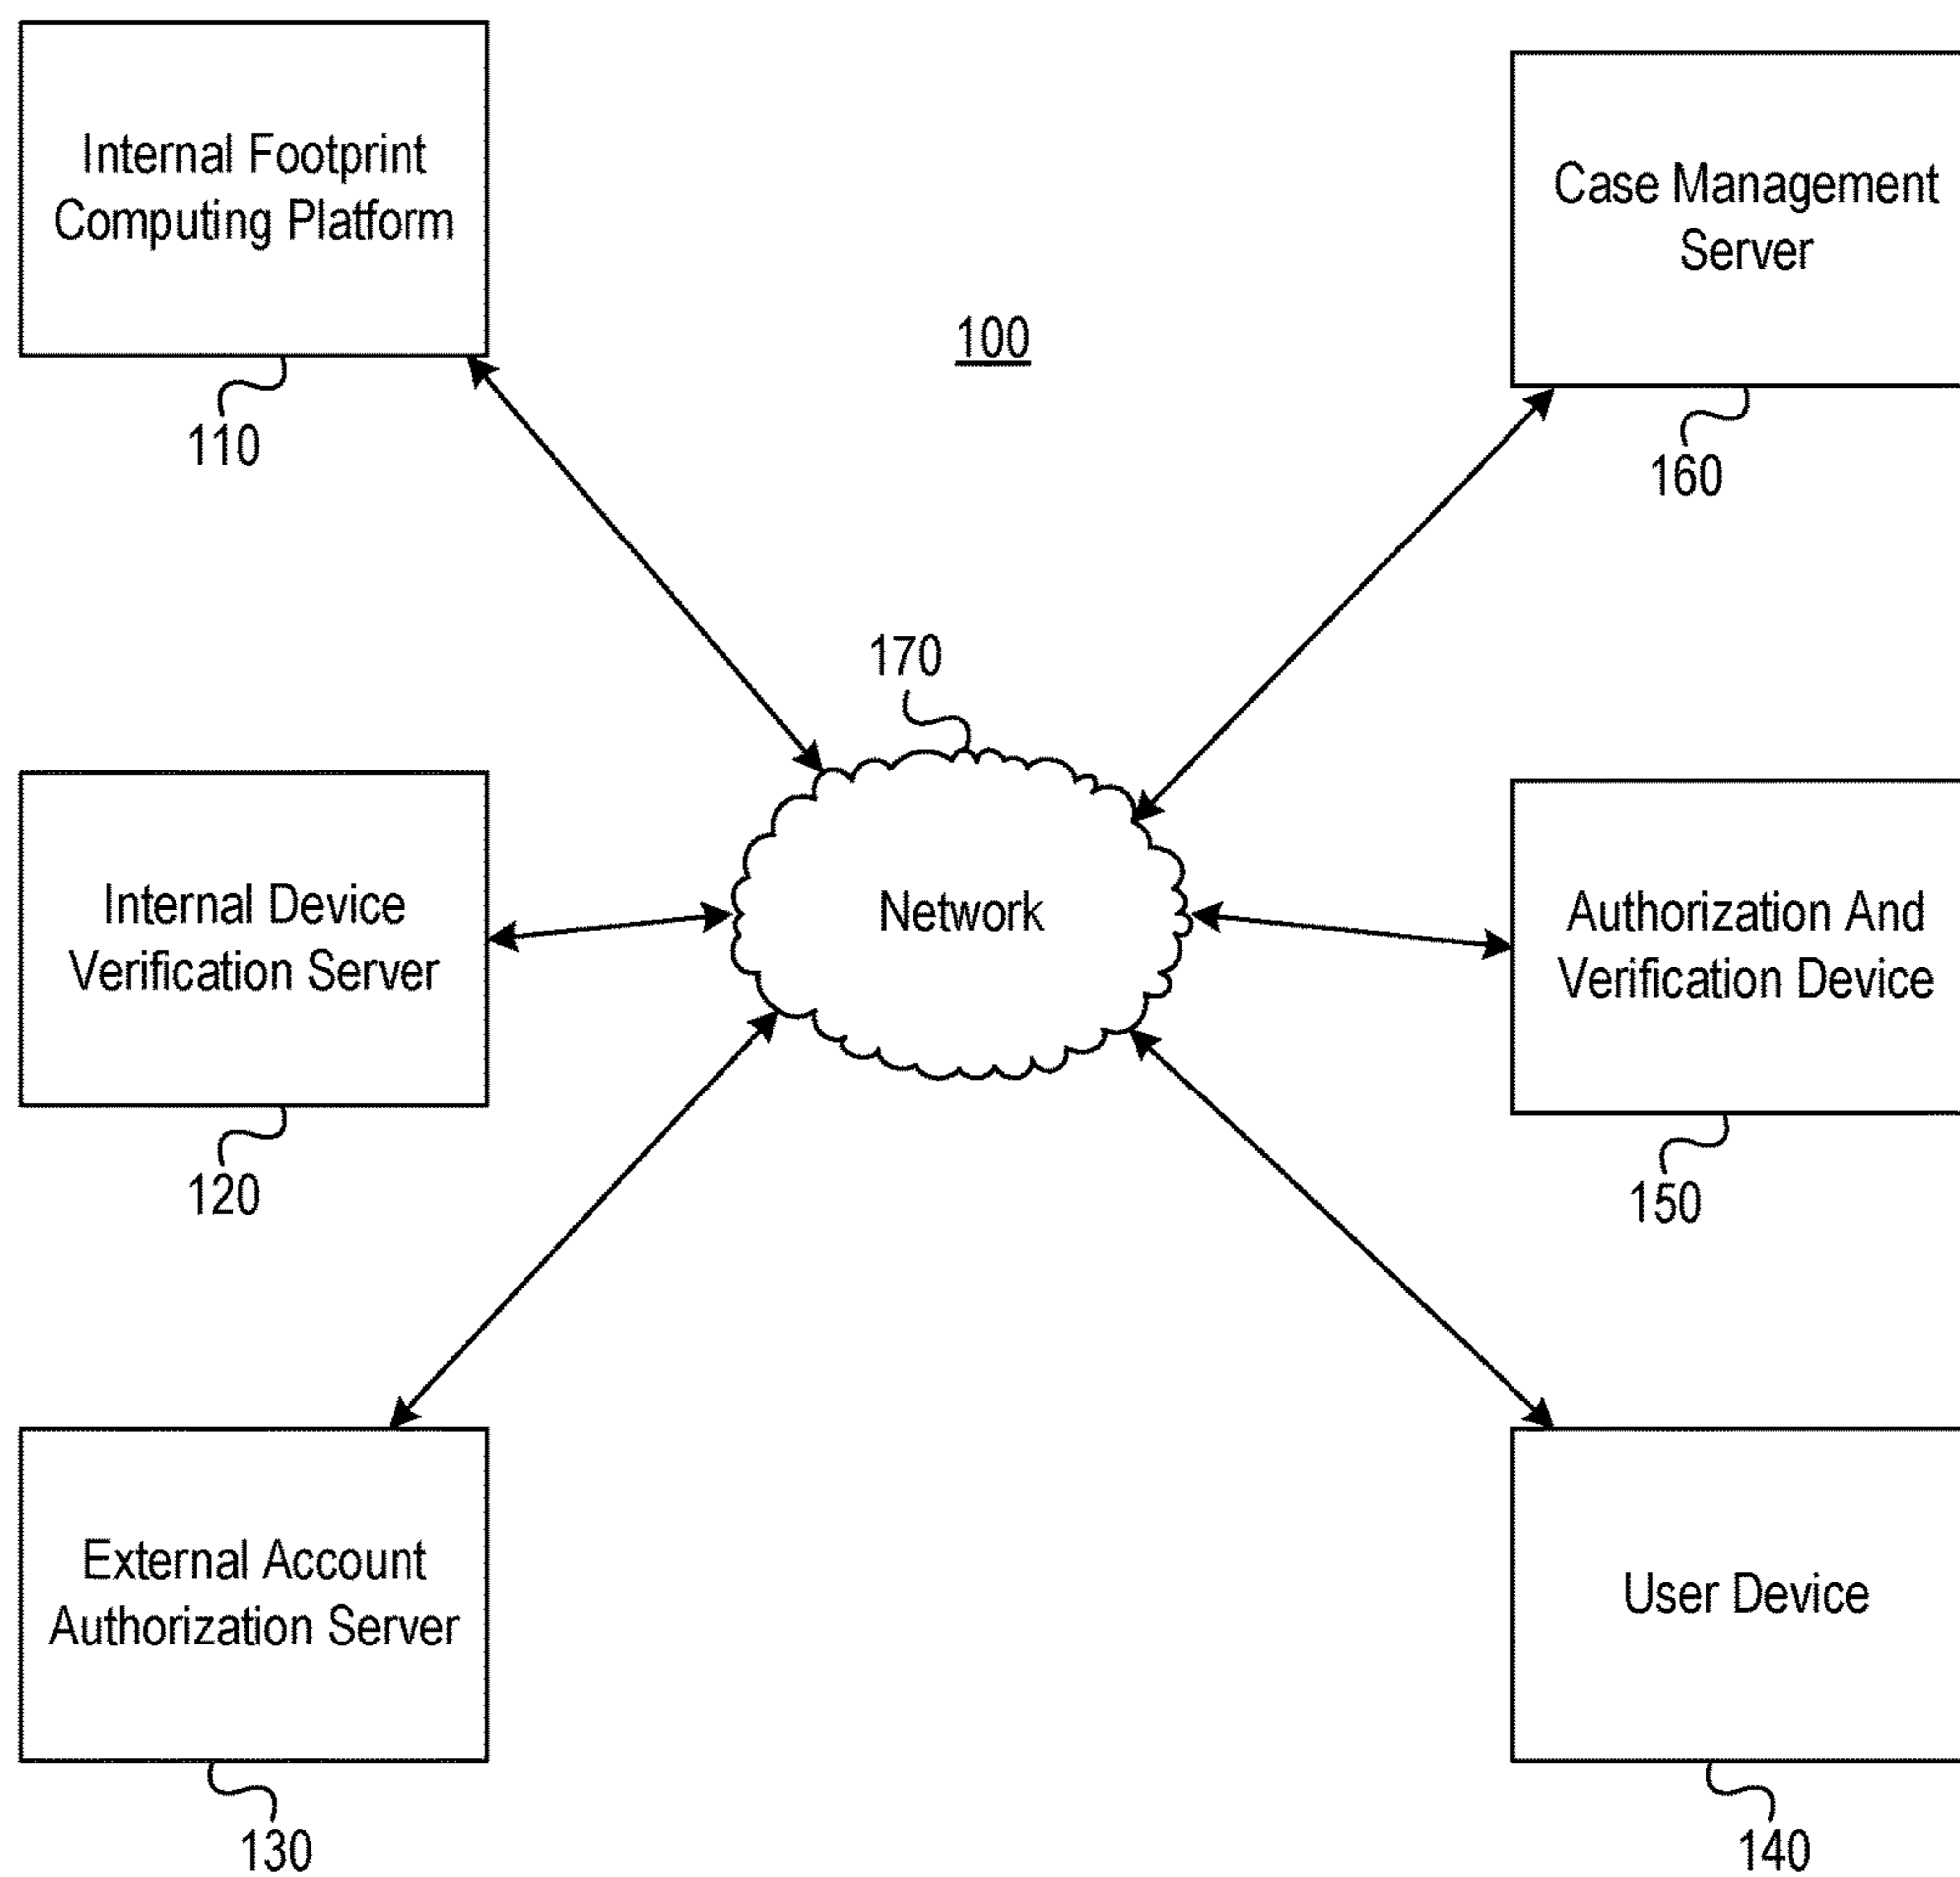 Internal Footprint
Computing Platform
110
100
Case Management
Server
160
170
Network
Internal Device
Verification Server
120
Authorization And
Verification Device
150
External Account
Authorization Server
130
User Device
140